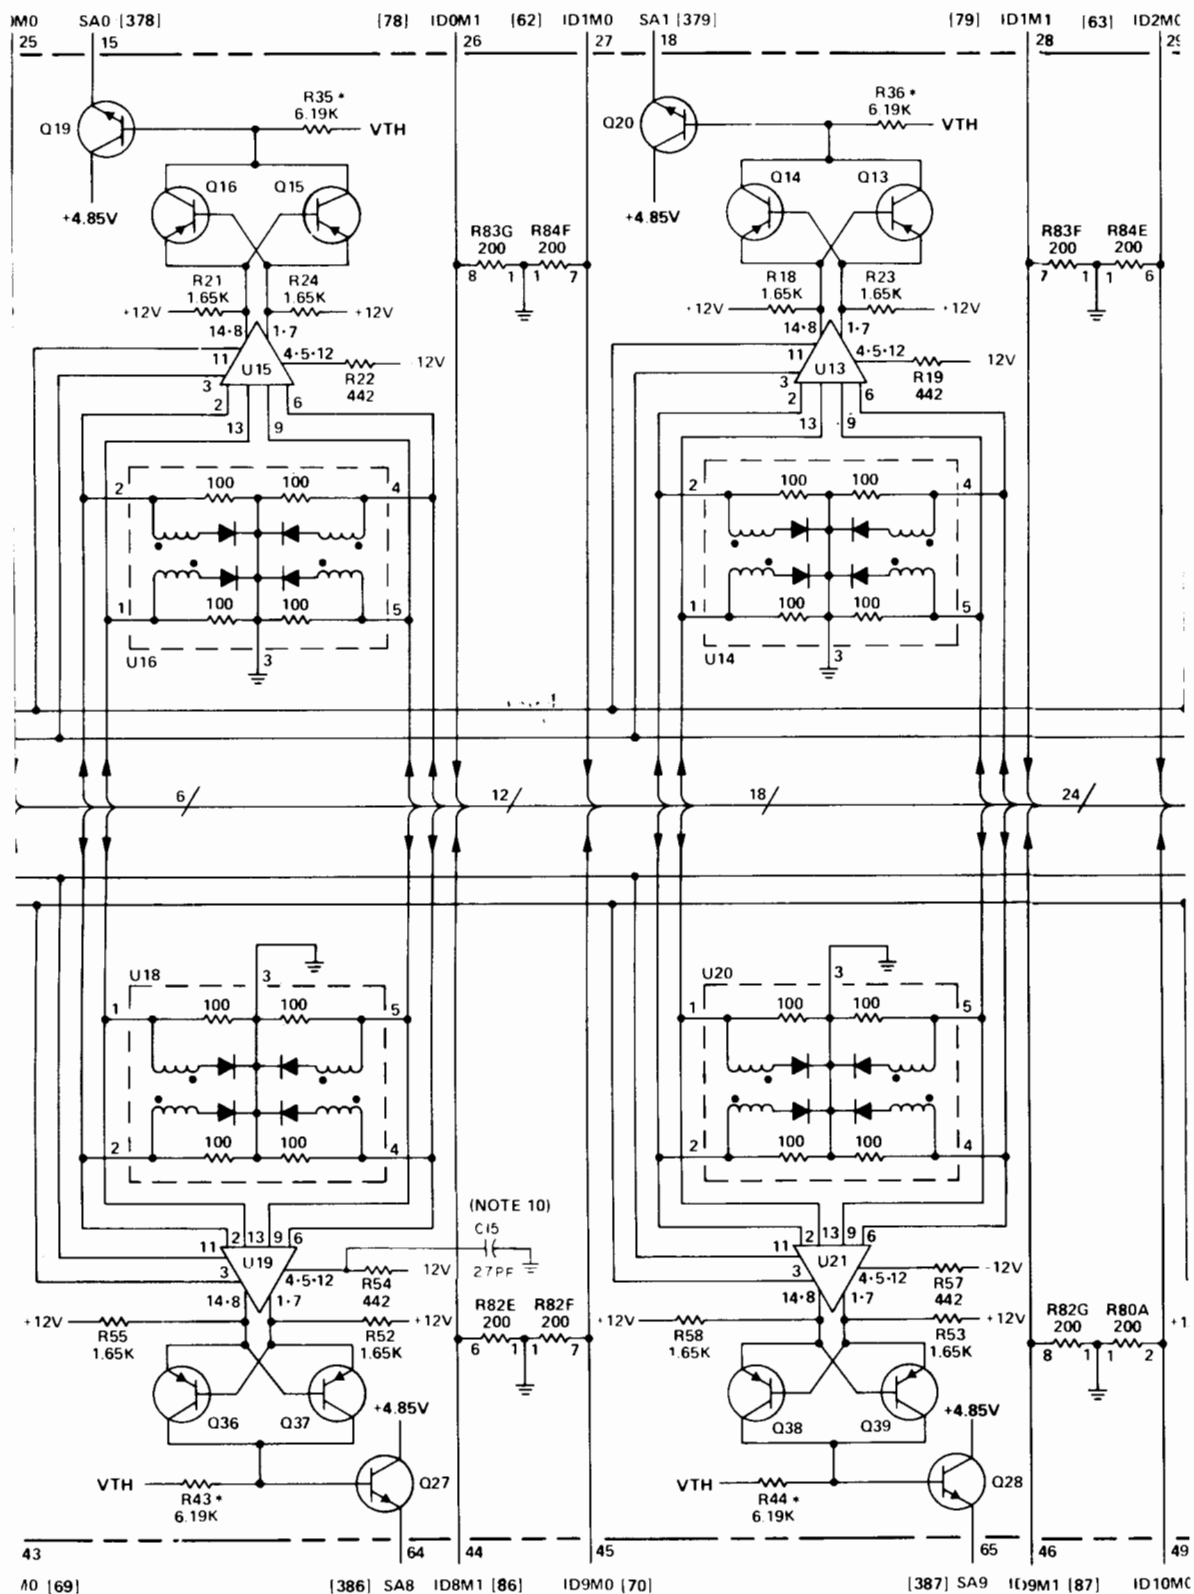 SA0 [378] [78] ID0M1 [62] ID1M0 SA1 [379] [79] ID1M1 [63] ID2M0
25 15 26 27 18 28 29
R35 * 6.19K VTH
Q19
R36 * 6.19K VTH
Q20
Q16 Q15
Q14 Q13
+4.85V
+4.85V
R83G 200 R84F 200
8 1 1 7
R83F 200 R84E 200
7 1 1 6
R21 1.65K R24 1.65K
+12V +12V
R18 1.65K R23 1.65K
+12V +12V
14·8 1·7
14·8 1·7
11 U15 4·5·12 12V
R22 442
3
2 6
13 9
11 U13 4·5·12 12V
R19 442
3
2 6
13 9
2 100 100 4
1 100 100 5
U16 3
2 100 100 4
1 100 100 5
U14 3
6 12 18 24
U18 3
1 100 100 5
2 100 100 4
U20 3
1 100 100 5
2 100 100 4
(NOTE 10)
C15
27PF
11 2 13 9 6
U19
3 4·5·12 R54 442 12V
14·8 1·7
11 2 13 9 6
U21
3 4·5·12 R57 442 -12V
14·8 1·7
+12V R55 1.65K R52 1.65K +12V
R82E 200 R82F 200
6 1 1 7
+12V R58 1.65K R53 1.65K +12V
R82G 200 R80A 200
8 1 1 2
Q36 Q37
+4.85V
Q38 Q39
+4.85V
VTH R43 * 6.19K Q27
VTH R44 * 6.19K Q28
43 64 44 45 65 46 49
[69] [386] SA8 ID8M1 [86] ID9M0 [70] [387] SA9 ID9M1 [87] ID10M0